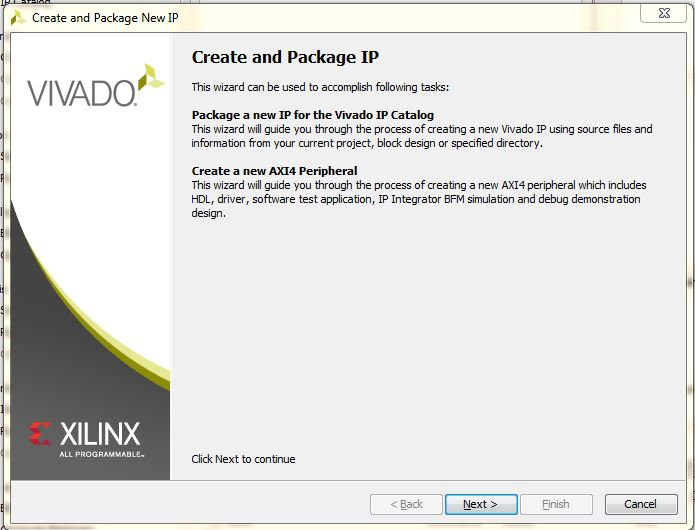 Create and Package New IP
VIVADO.
Create and Package IP
This wizard can be used to accomplish following tasks:
Package a new IP for the Vivado IP Catalog
This wizard will guide you through the process of creating a new Vivado IP using source files and
information from your current project, block design or specified directory.
Create a new AXI4 Peripheral
This wizard will guide you through the process of creating a new AXI4 peripheral which includes
HDL, driver, software test application, IP Integrator BFM simulation and debug demonstration
design.
XILINX
ALL PROGRAMMABLE™
Click Next to continue
< Back
Next >
Finish
Cancel